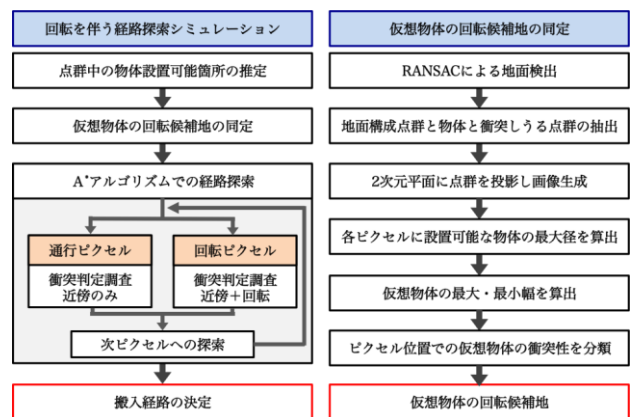 回転を伴う経路探索シミュレーション
点群中の物体設置可能箇所の推定
仮想物体の回転候補地の同定
A*アルゴリズムでの経路探索
通行ピクセル
衝突判定調査
近傍のみ
回転ピクセル
衝突判定調査
近傍+回転
次ピクセルへの探索
搬入経路の決定
仮想物体の回転候補地の同定
RANSACによる地面検出
地面構成点群と物体と衝突しうる点群の抽出
2次元平面に点群を投影し画像生成
各ピクセルに設置可能な物体の最大径を算出
仮想物体の最大・最小幅を算出
ピクセル位置での仮想物体の衝突性を分類
仮想物体の回転候補地